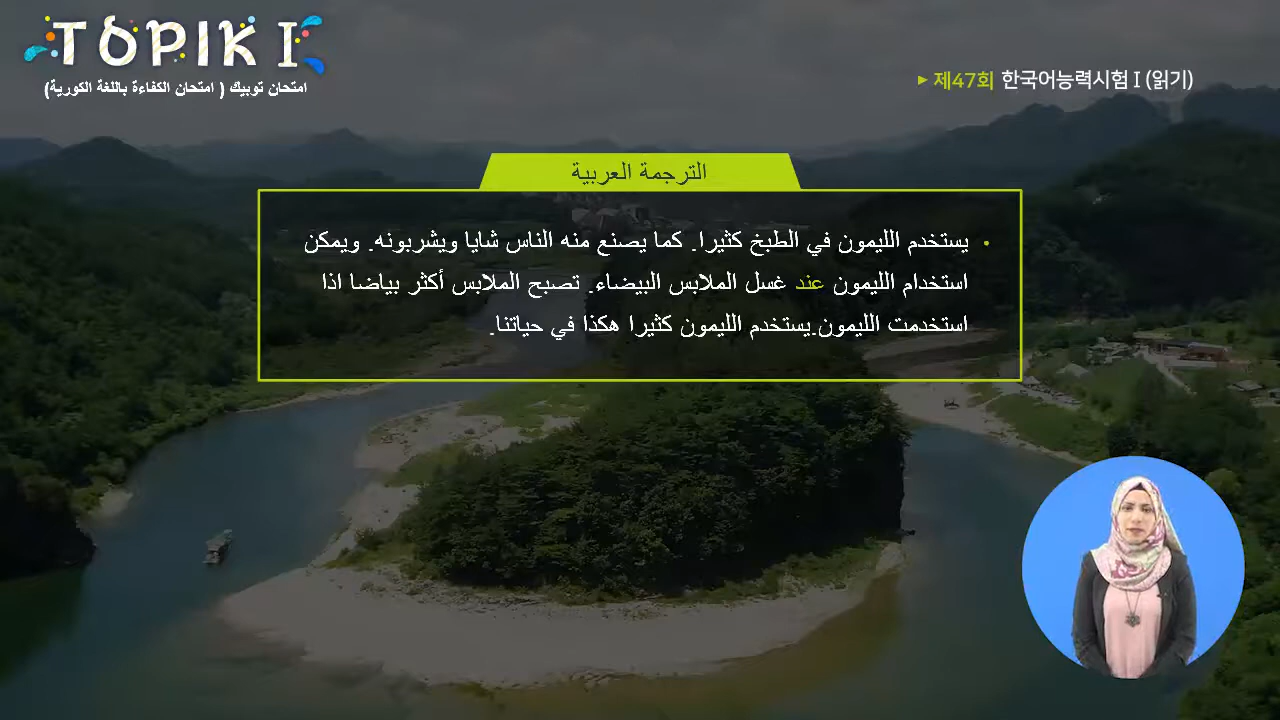 TOPIK I
امتحان توبيك ( امتحان الكفاءة باللغة الكورية)
▶ 제47회 한국어능력시험 I (읽기)
الترجمة العربية
• يستخدم الليمون في الطبخ كثيرا. كما يصنع منه الناس شايا ويشربونه. ويمكن
استخدام الليمون عند غسل الملابس البيضاء. تصبح الملابس أكثر بياضا اذا
استخدمت الليمون.يستخدم الليمون كثيرا هكذا في حياتنا.